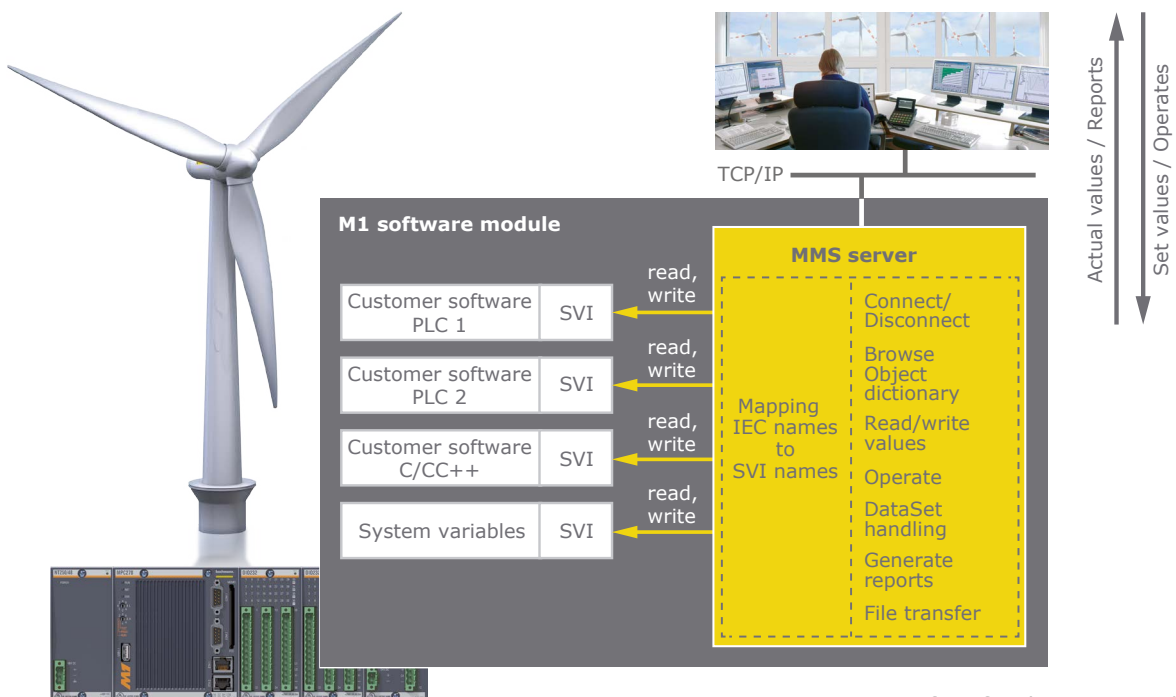 TCP/IP
Actual values / Reports
Set values / Operates
M1 software module
MMS server
read,
write
Customer software
PLC 1
SVI
read,
write
Customer software
PLC 2
SVI
read,
write
Customer software
C/CC++
SVI
read,
write
System variables
SVI
Mapping
IEC names
to
SVI names
Connect/
Disconnect
Browse
Object
dictionary
Read/write
values
Operate
DataSet
handling
Generate
reports
File transfer
MPC270
DIO232
M1